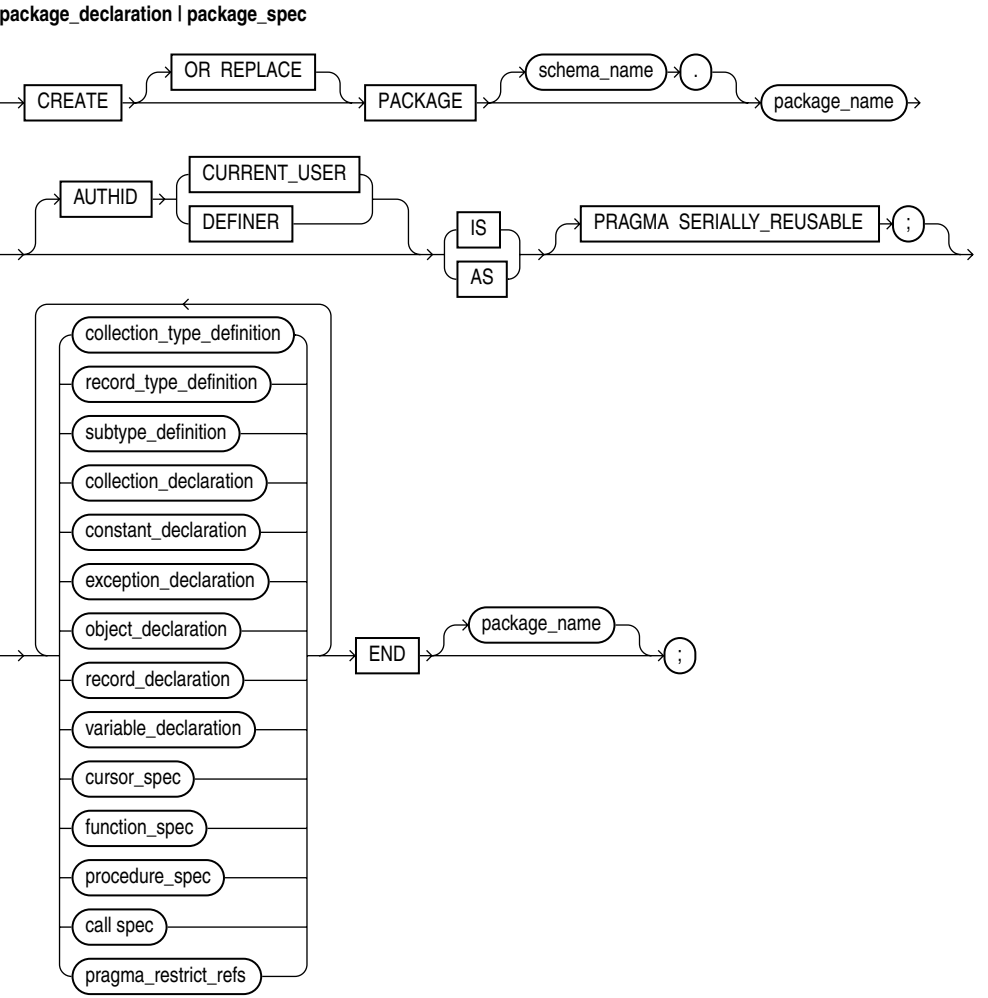 package_declaration | package_spec
OR REPLACE
schema_name .
CREATE
PACKAGE
package_name
CURRENT_USER
AUTHID
DEFINER
IS
PRAGMA SERIALLY_REUSABLE ;
AS
collection_type_definition
record_type_definition
subtype_definition
collection_declaration
constant_declaration
exception_declaration
object_declaration
package_name
END
;
record_declaration
variable_declaration
cursor_spec
function_spec
procedure_spec
call spec
pragma_restrict_refs